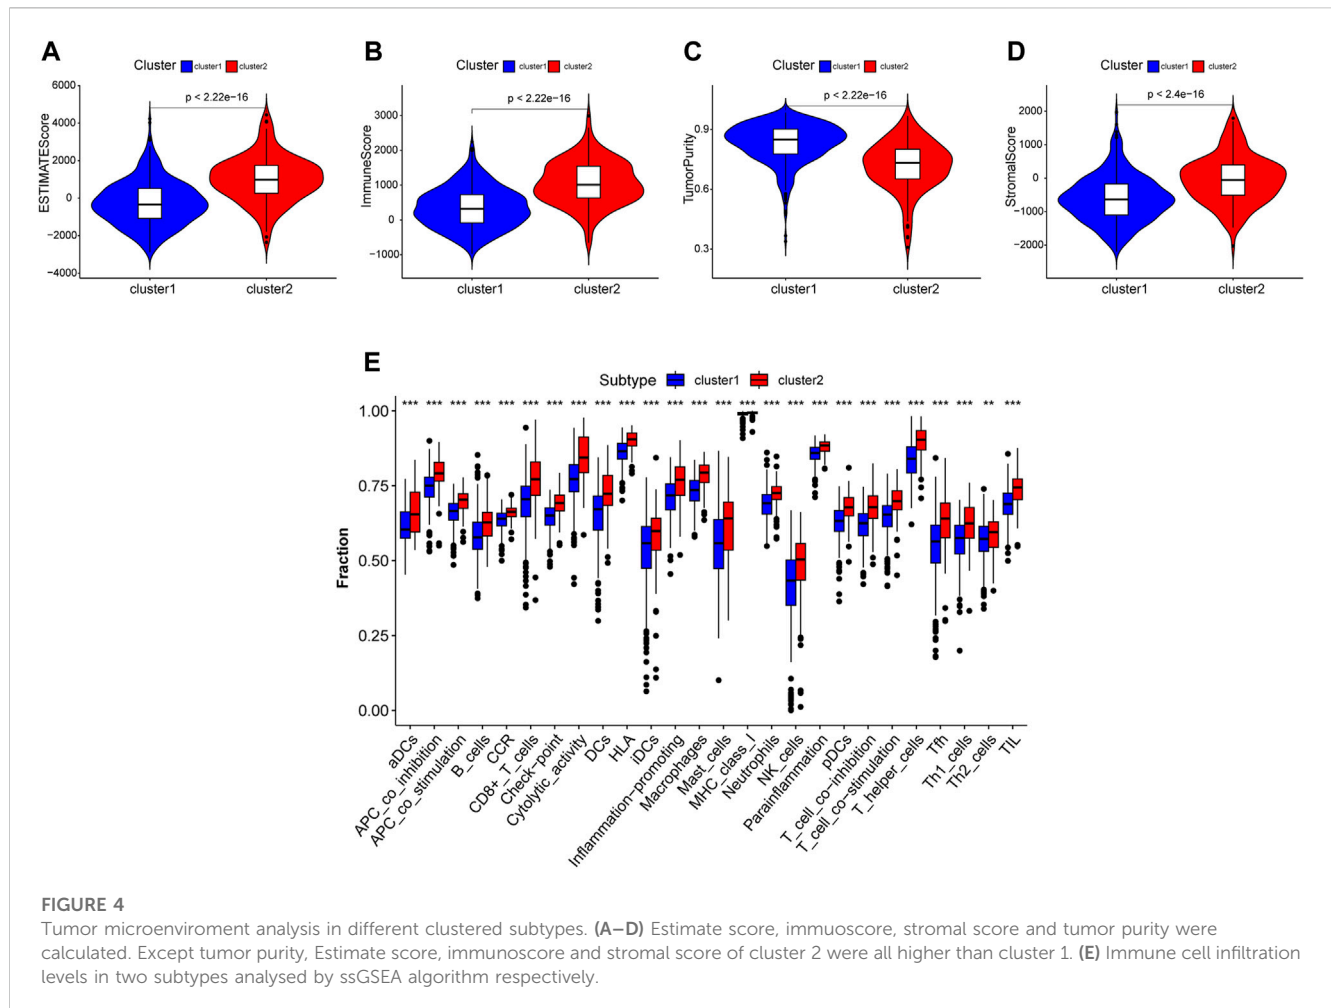 A
Cluster cluster1 cluster2
p < 2.22e−16
ESTIMATEScore
6000
4000
2000
0
−2000
−4000
cluster1 cluster2
B
Cluster cluster1 cluster2
p < 2.22e−16
ImmuneScore
3000
2000
1000
0
−1000
cluster1 cluster2
C
Cluster cluster1 cluster2
p < 2.22e−16
TumorPurity
0.9
0.6
0.3
cluster1 cluster2
D
Cluster cluster1 cluster2
p < 2.4e−16
StromalScore
2000
1000
0
−1000
−2000
cluster1 cluster2
E
Subtype cluster1 cluster2
*** *** *** *** *** *** *** *** *** *** *** *** *** *** *** *** *** *** *** *** *** *** *** *** ** ***
Fraction
1.00
0.75
0.50
0.25
0.00
aDCs
APC_co_inhibition
APC_co_stimulation
B_cells
CCR
CD8+_T_cells
Check−point
Cytolytic_activity
DCs
HLA
iDCs
Inflammation−promoting
Macrophages
Mast_cells
MHC_class_I
Neutrophils
NK_cells
Parainflammation
pDCs
T_cell_co−inhibition
T_cell_co−stimulation
T_helper_cells
Tfh
Th1_cells
Th2_cells
TIL
FIGURE 4
Tumor microenviroment analysis in different clustered subtypes. (A–D) Estimate score, immuoscore, stromal score and tumor purity were
calculated. Except tumor purity, Estimate score, immunoscore and stromal score of cluster 2 were all higher than cluster 1. (E) Immune cell infiltration
levels in two subtypes analysed by ssGSEA algorithm respectively.